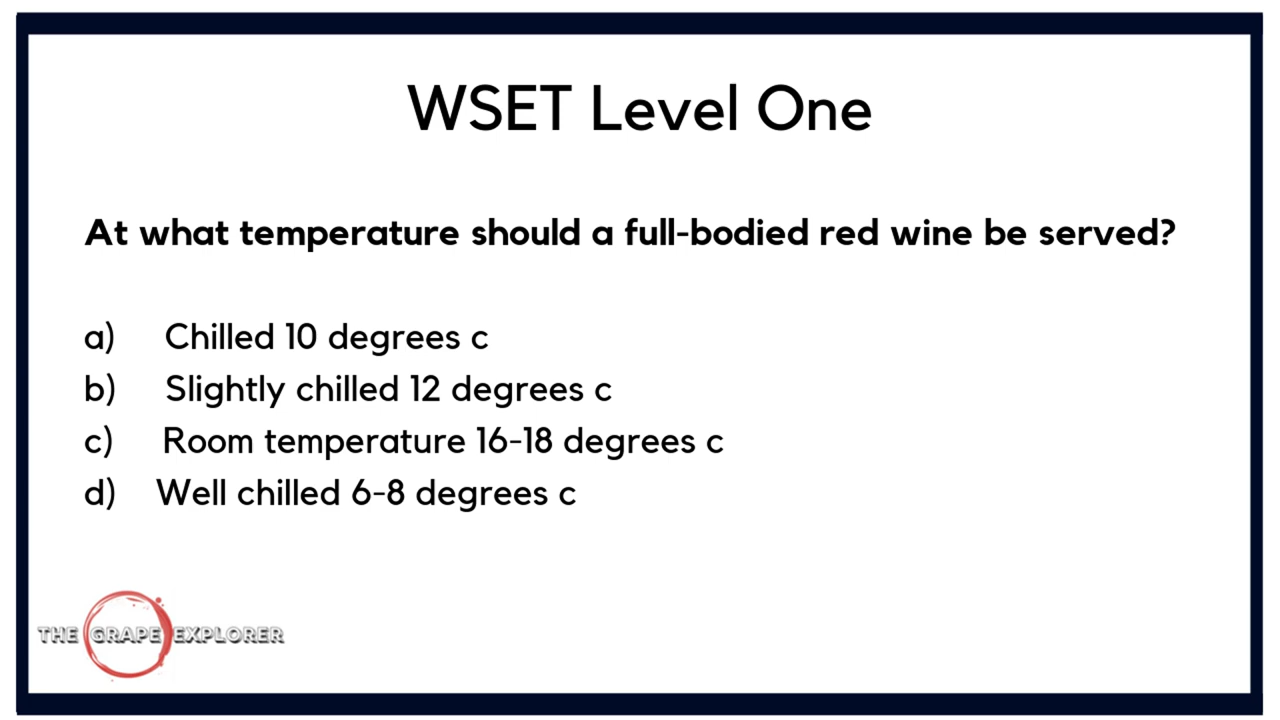 WSET Level One
At what temperature should a full-bodied red wine be served?
a) Chilled 10 degrees c
b) Slightly chilled 12 degrees c
c) Room temperature 16-18 degrees c
d) Well chilled 6-8 degrees c
THE GRAPE EXPLORER